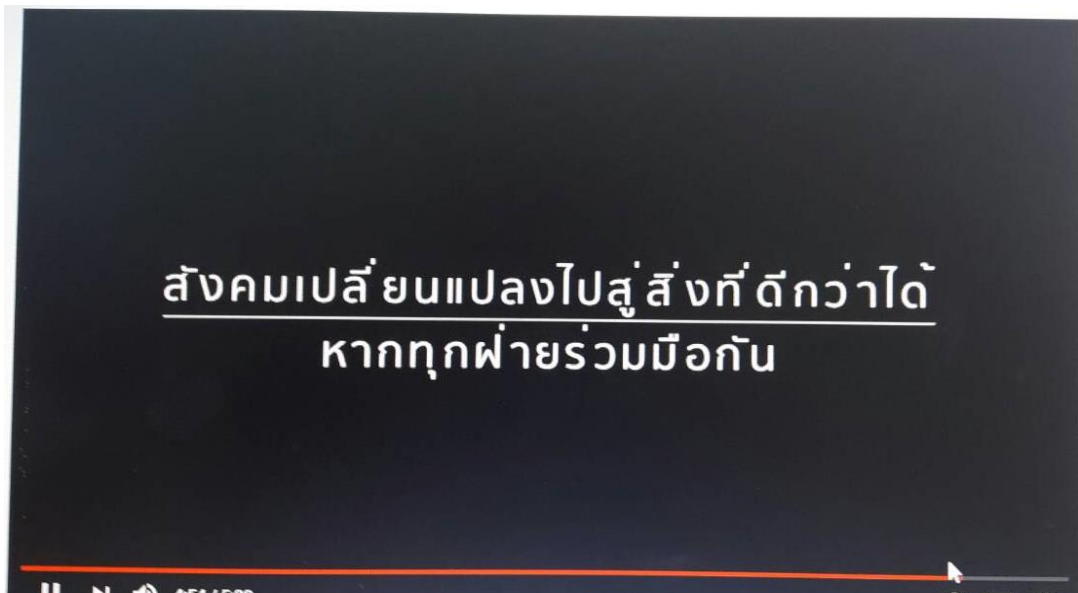 สังคมเปลี่ยนแปลงไปสู่สิ่งที่ดีกว่าได้
หากทุกฝ่ายร่วมมือกัน